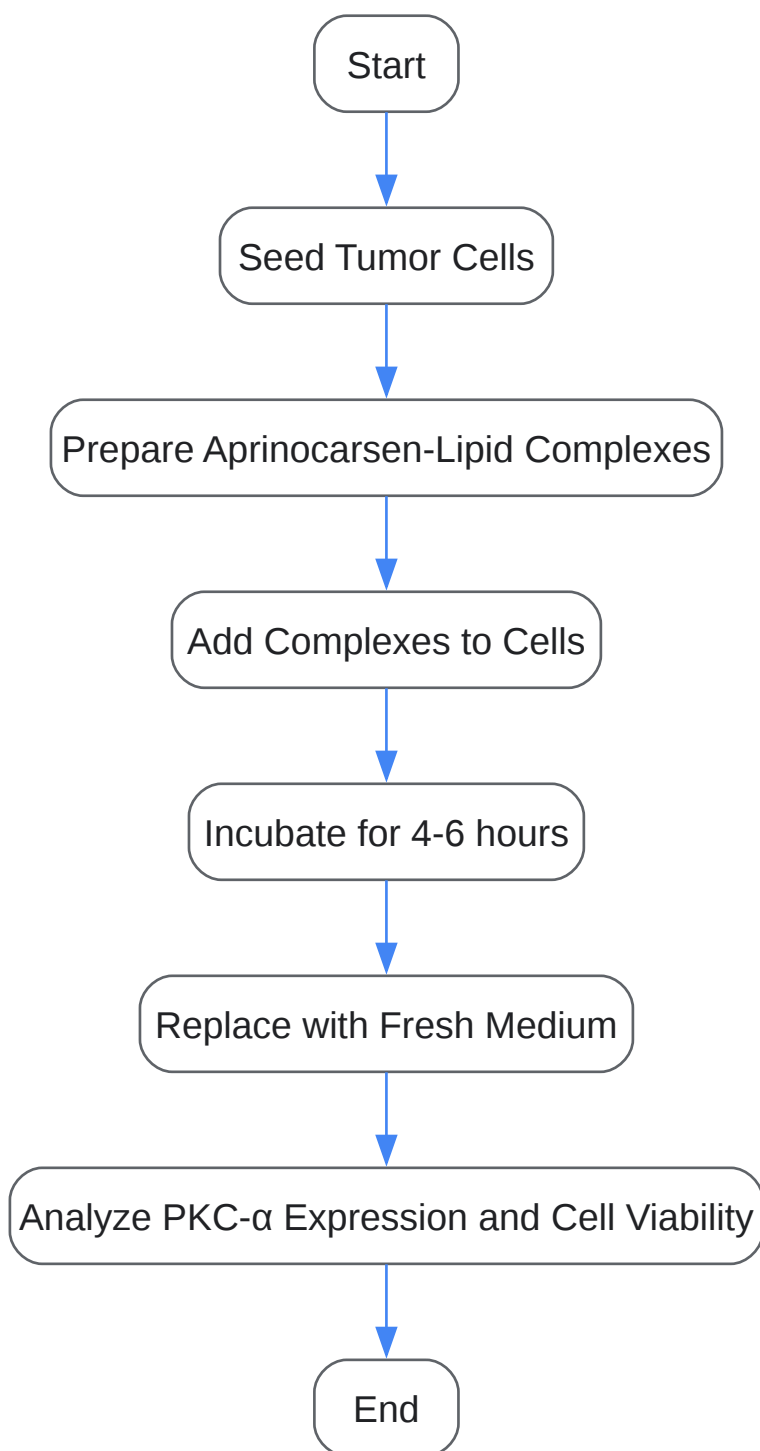 Start
Seed Tumor Cells
Prepare Aprinocarsen-Lipid Complexes
Add Complexes to Cells
Incubate for 4-6 hours
Replace with Fresh Medium
Analyze PKC-α Expression and Cell Viability
End